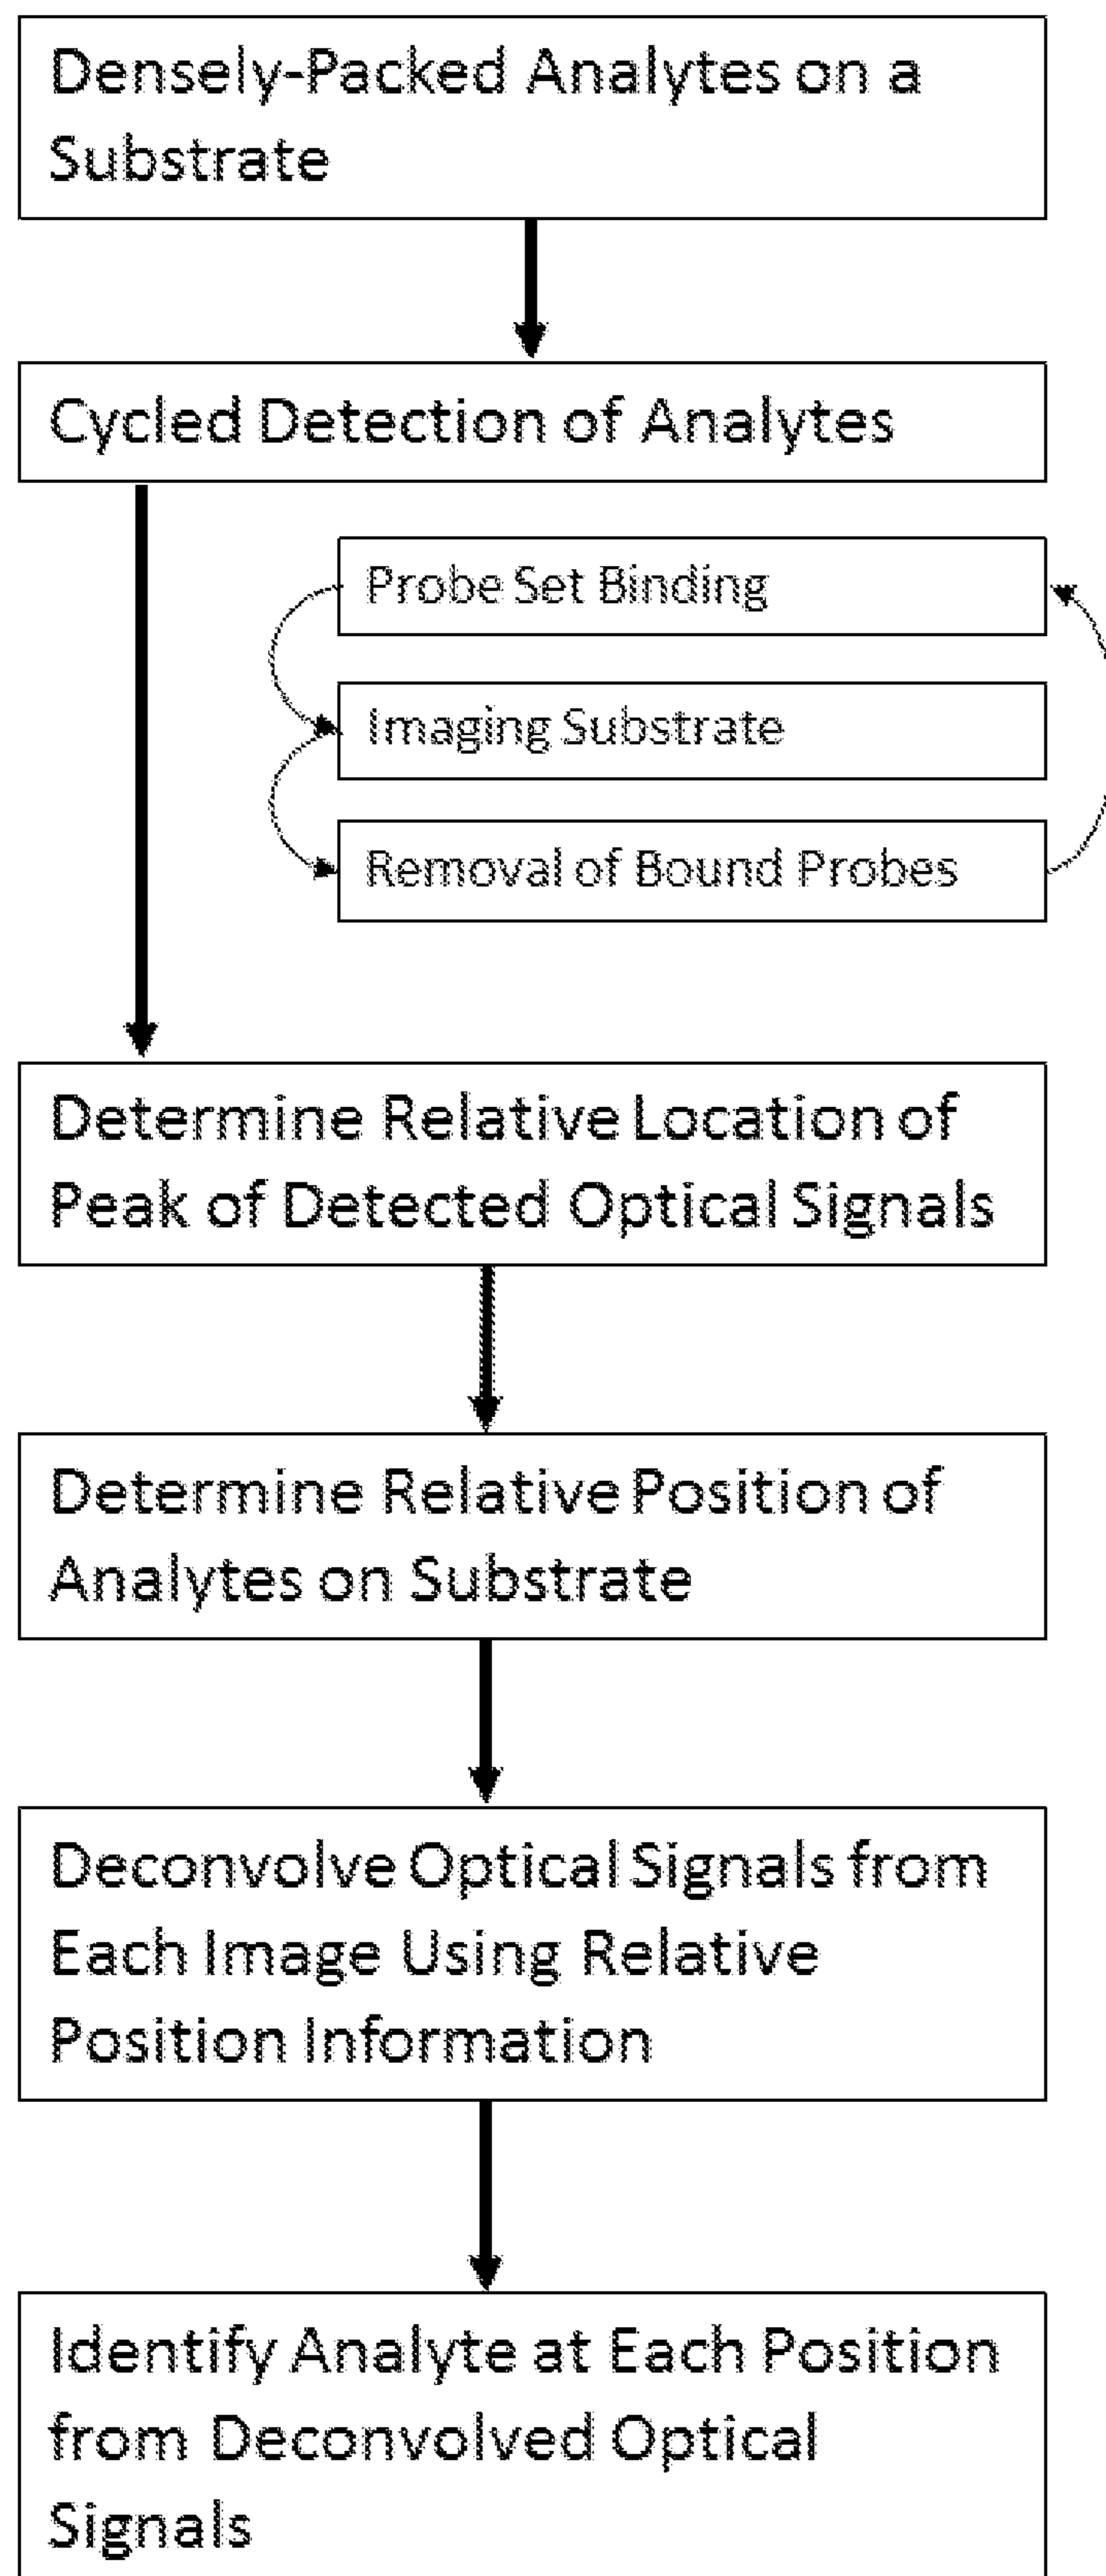 Densely-Packed Analytes on a
Substrate
Cycled Detection of Analytes
Probe Set Binding
Imaging Substrate
Removal of Bound Probes
Determine Relative Location of
Peak of Detected Optical Signals
Determine Relative Position of
Analytes on Substrate
Deconvolve Optical Signals from
Each Image Using Relative
Position Information
Identify Analyte at Each Position
from Deconvolved Optical
Signals